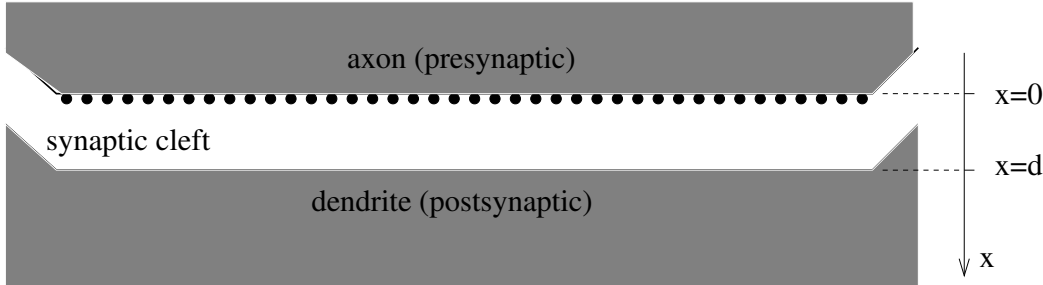 axon (presynaptic)
x=0
synaptic cleft
x=d
dendrite (postsynaptic)
x